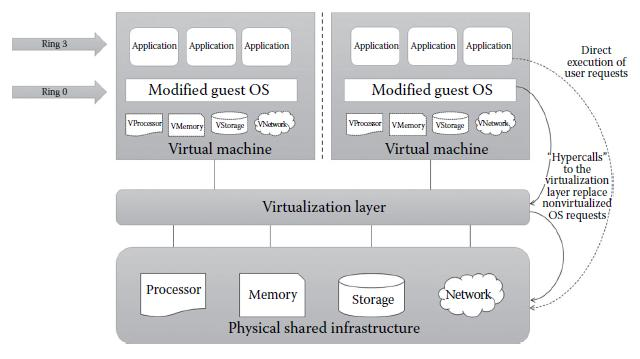 Ring 3
Application Application Application
Application Application Application
Direct
execution of
user requests
Ring 0
Modified guest OS
Modified guest OS
VProcessor VMemory VStorage VNetwork
VProcessor VMemory VStorage VNetwork
Virtual machine
Virtual machine
"Hypercalls"
to the
virtualization
layer replace
nonvirtualized
OS requests
Virtualization layer
Processor
Memory
Storage
Network
Physical shared infrastructure